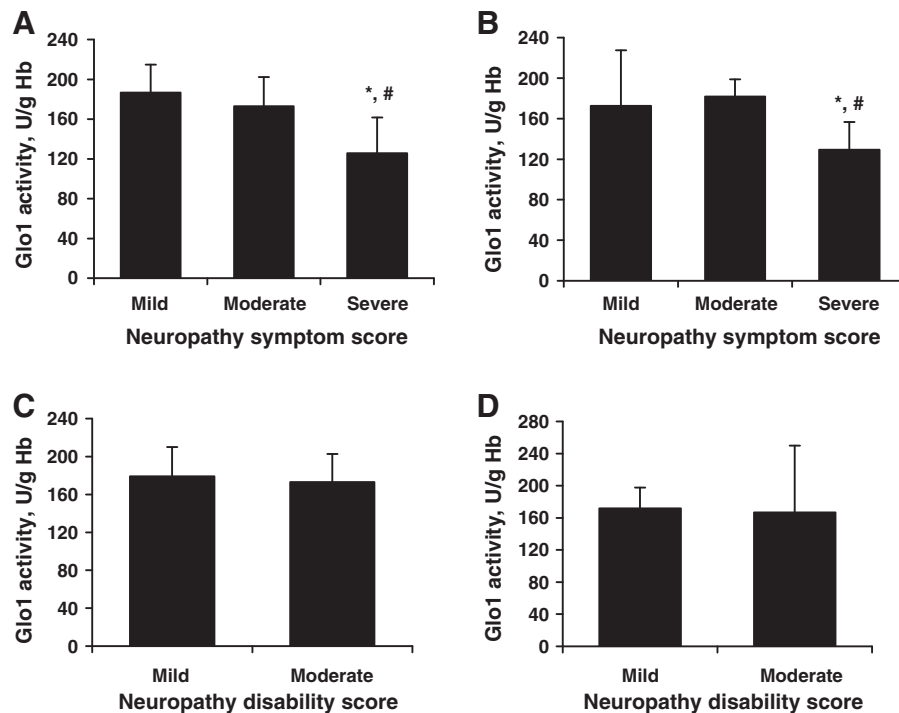 A
240
200
160
120
80
40
0
Glo1 activity, U/g Hb
*, #
Mild Moderate Severe
Neuropathy symptom score
B
240
200
160
120
80
40
0
Glo1 activity, U/g Hb
*, #
Mild Moderate Severe
Neuropathy symptom score
C
240
200
160
120
80
40
0
Glo1 activity, U/g Hb
Mild Moderate
Neuropathy disability score
D
280
240
200
160
120
80
40
0
Glo1 activity, U/g Hb
Mild Moderate
Neuropathy disability score